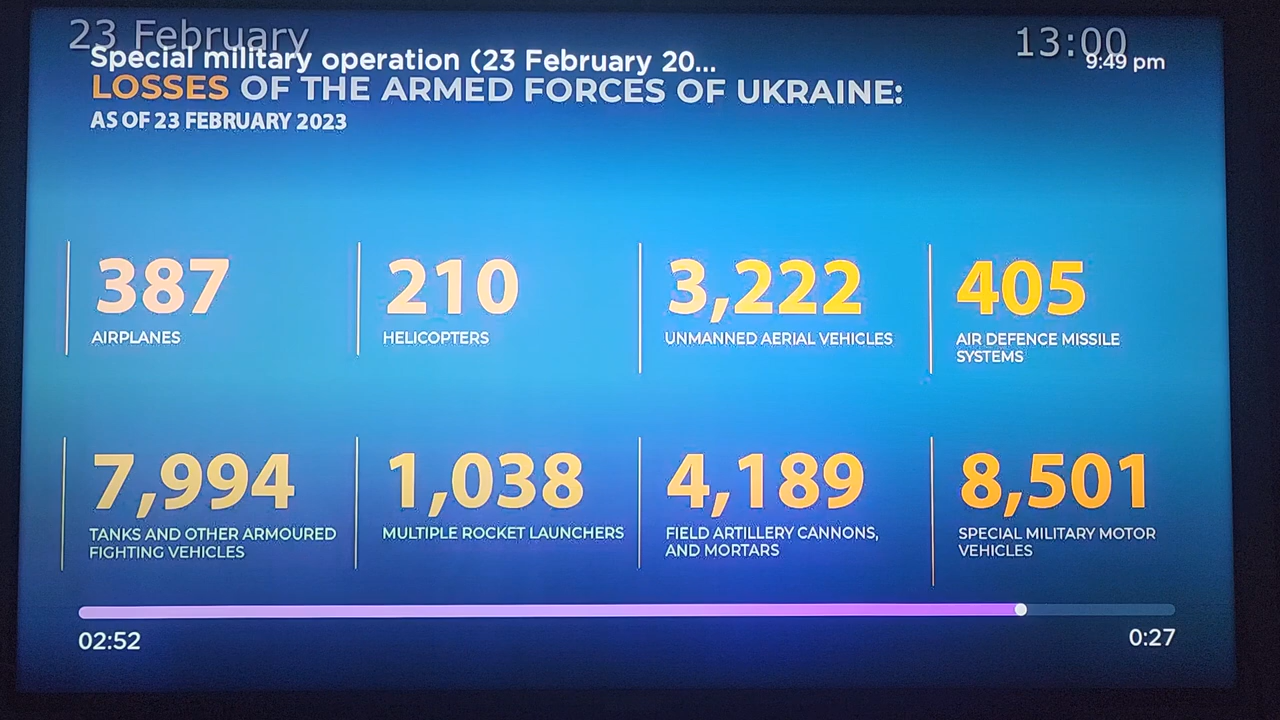 23 February
13:00
Special military operation (23 February 20...
9:49 pm
LOSSES OF THE ARMED FORCES OF UKRAINE:
AS OF 23 FEBRUARY 2023
387
AIRPLANES
210
HELICOPTERS
3,222
UNMANNED AERIAL VEHICLES
405
AIR DEFENCE MISSILE
SYSTEMS
7,994
TANKS AND OTHER ARMOURED
FIGHTING VEHICLES
1,038
MULTIPLE ROCKET LAUNCHERS
4,189
FIELD ARTILLERY CANNONS,
AND MORTARS
8,501
SPECIAL MILITARY MOTOR
VEHICLES
02:52
0:27